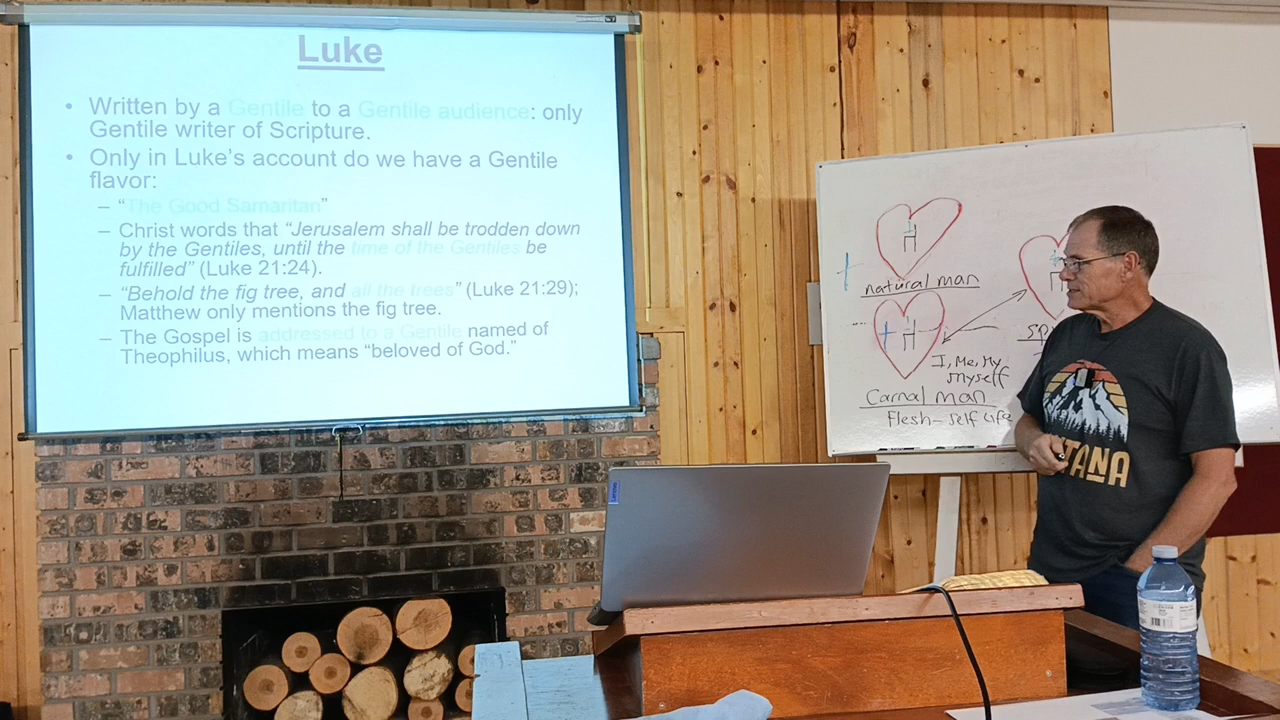 Luke
• Written by a Gentile to a Gentile audience: only
Gentile writer of Scripture.
• Only in Luke's account do we have a Gentile
flavor:
– "The Good Samaritan"
– Christ words that "Jerusalem shall be trodden down
by the Gentiles, until the time of the Gentiles be
fulfilled" (Luke 21:24).
– "Behold the fig tree, and all the trees" (Luke 21:29);
Matthew only mentions the fig tree.
– The Gospel is addressed to a Gentile named of
Theophilus, which means "beloved of God."
natural man
I, Me, My
Myself
Carnal man
Flesh- self life
TANA
Lenovo